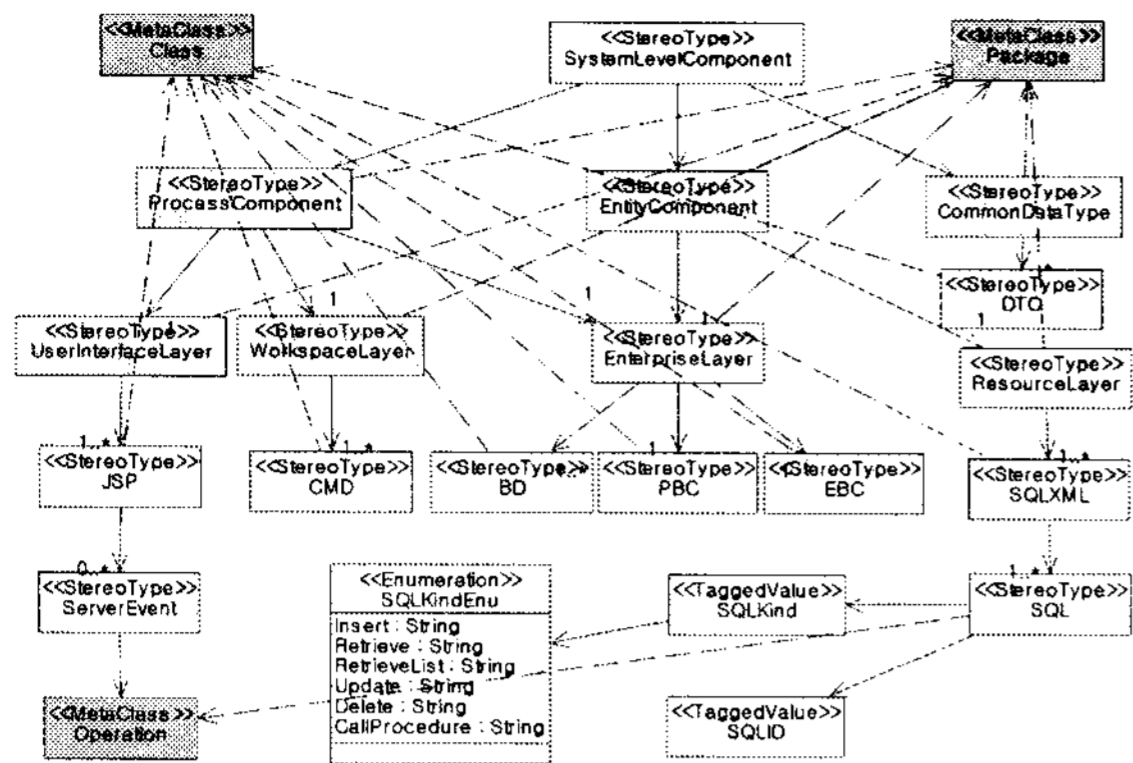 <<MetaClass>>
Class
<<StereoType>>
SystemLevelComponent
<<MetaClass>>
Package
<<StereoType>>
ProcessComponent
<<StereoType>>
EntityComponent
<<StereoType>>
CommonDataType
<<StereoType>>
DTO
1
1
1
1
1
<<StereoType>>
UserInterfaceLayer
<<StereoType>>
WorkspaceLayer
<<StereoType>>
EnterpriseLayer
<<StereoType>>
ResourceLayer
1..*
<<StereoType>>
JSP
1..*
<<StereoType>>
CMD
<<StereoType>>
BD
1
<<StereoType>>
PBC
<<StereoType>>
EBC
1..*
<<StereoType>>
SQLXML
0..*
<<StereoType>>
ServerEvent
<<Enumeration>>
SQLKindEnu
Insert : String
Retrieve : String
RetrieveList : String
Update : String
Delete : String
CallProcedure : String
<<TaggedValue>>
SQLKind
1..*
<<StereoType>>
SQL
<<MetaClass>>
Operation
<<TaggedValue>>
SQLID